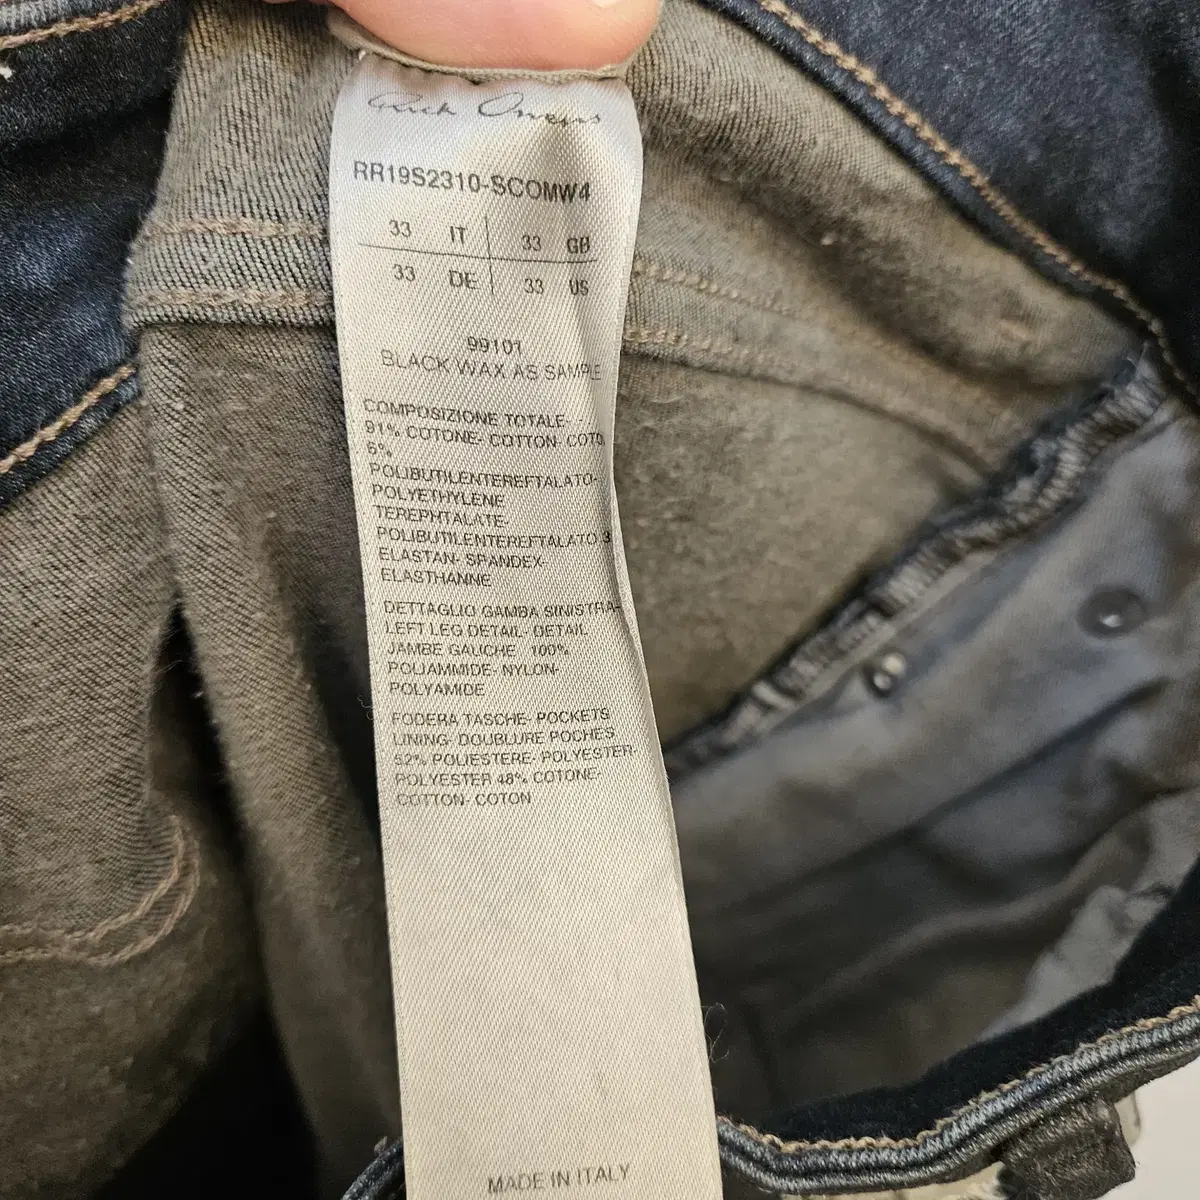 Rick Owens
RR19S2310-SCOMW4
33 IT 33 GB
33 DE 33 US
99101
BLACK WAX AS SAMPLE
COMPOSIZIONE TOTALE
91% COTONE- COTTON- COTO
6%
POLIBUTILENTEREFTALATO-
POLYETHYLENE
TEREPHTALATE-
POLIBUTILENTEREFTALATO 3
ELASTAN- SPANDEX-
ELASTHANNE
DETTAGLIO GAMBA SINISTRA-
LEFT LEG DETAIL- DETAIL
JAMBE GAUCHE 100%
POLIAMMIDE- NYLON-
POLYAMIDE
FODERA TASCHE- POCKETS
LINING- DOUBLURE POCHES
52% POLIESTERE- POLYESTER-
POLYESTER 48% COTONE-
COTTON- COTON
MADE IN ITALY